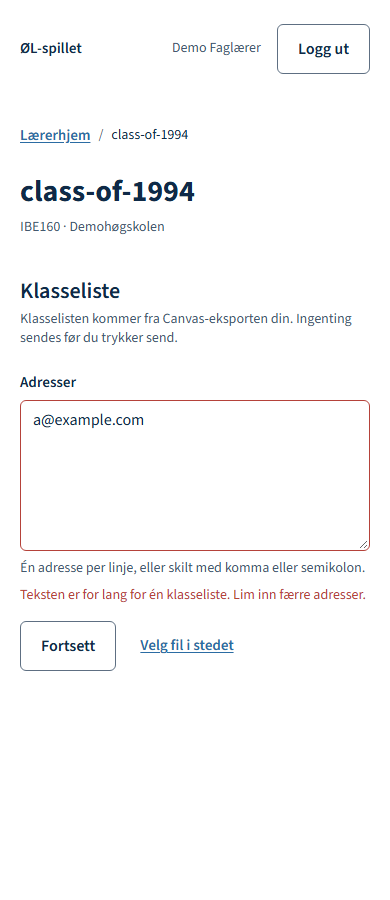 ØL-spillet
Demo Faglærer
Logg ut
Lærerhjem / class-of-1994
class-of-1994
IBE160 · Demohøgskolen
Klasseliste
Klasselisten kommer fra Canvas-eksporten din. Ingenting
sendes før du trykker send.
Adresser
a@example.com
Én adresse per linje, eller skilt med komma eller semikolon.
Teksten er for lang for én klasseliste. Lim inn færre adresser.
Fortsett
Velg fil i stedet